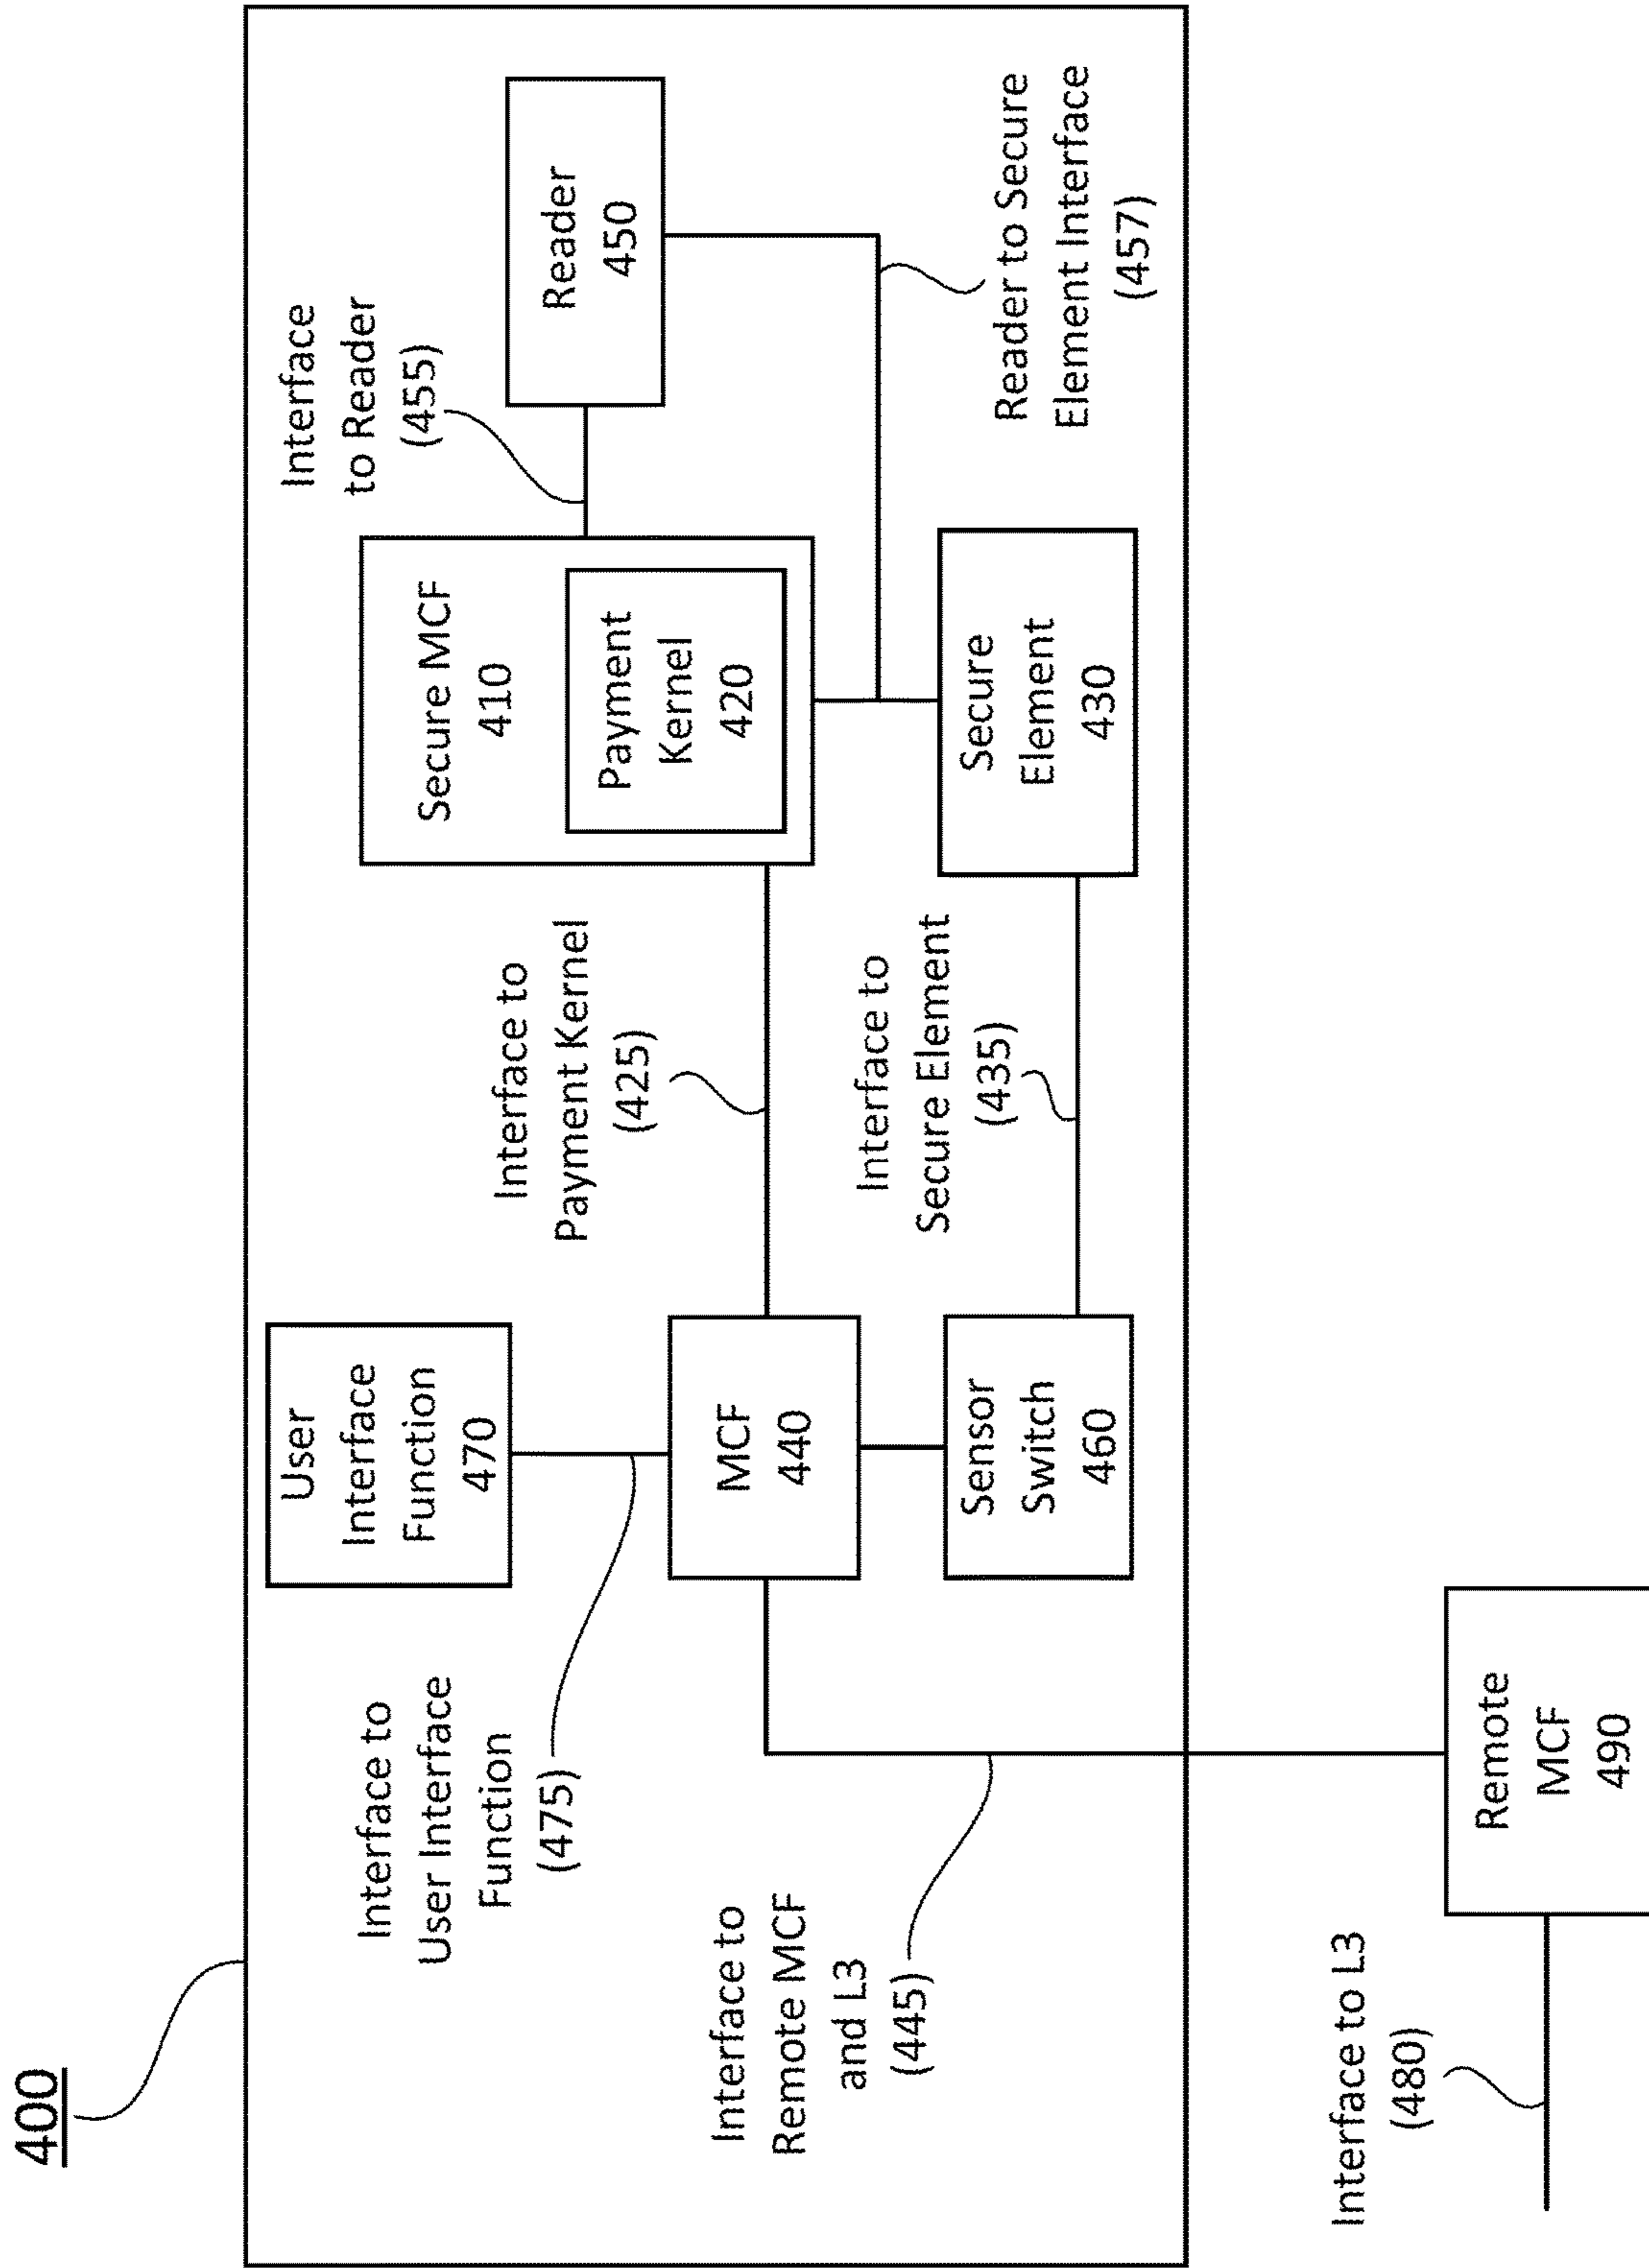 400
Interface to
User Interface
Function
(475)
User
Interface
Function
470
Interface
to Reader
(455)
Secure MCF
410
Payment
Kernel
420
Reader
450
Interface to
Payment Kernel
(425)
Interface to
Remote MCF
and L3
(445)
MCF
440
Interface to
Secure Element
(435)
Sensor
Switch
460
Secure
Element
430
Reader to Secure
Element Interface
(457)
Interface to L3
(480)
Remote
MCF
490